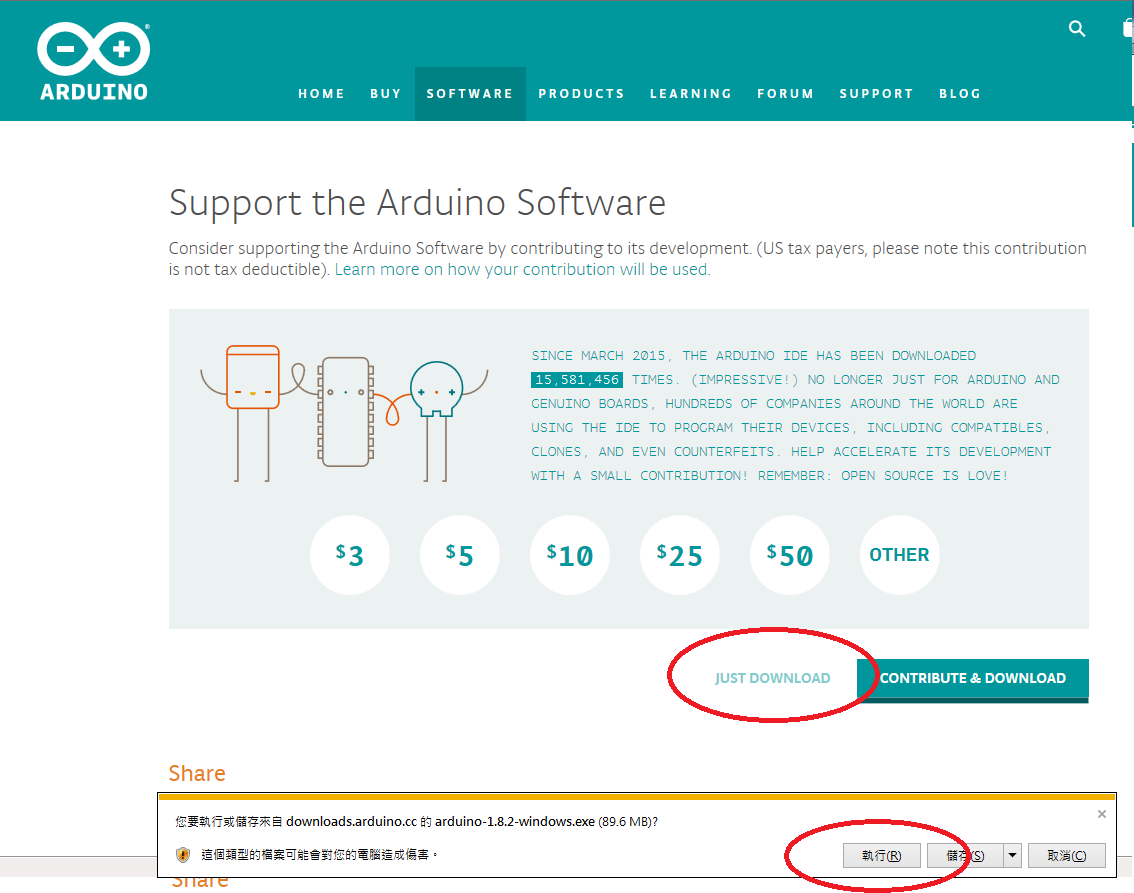 ARDUINO
HOME BUY SOFTWARE PRODUCTS LEARNING FORUM SUPPORT BLOG
Support the Arduino Software
Consider supporting the Arduino Software by contributing to its development. (US tax payers, please note this contribution
is not tax deductible). Learn more on how your contribution will be used.
SINCE MARCH 2015, THE ARDUINO IDE HAS BEEN DOWNLOADED
15,581,456 TIMES. (IMPRESSIVE!) NO LONGER JUST FOR ARDUINO AND
GENUINO BOARDS, HUNDREDS OF COMPANIES AROUND THE WORLD ARE
USING THE IDE TO PROGRAM THEIR DEVICES, INCLUDING COMPATIBLES,
CLONES, AND EVEN COUNTERFEITS. HELP ACCELERATE ITS DEVELOPMENT
WITH A SMALL CONTRIBUTION! REMEMBER: OPEN SOURCE IS LOVE!
$3 $5 $10 $25 $50 OTHER
JUST DOWNLOAD CONTRIBUTE & DOWNLOAD
Share
您要執行或儲存來自 downloads.arduino.cc 的 arduino-1.8.2-windows.exe (89.6 MB)?
這個類型的檔案可能會對您的電腦造成傷害。
執行(R) 儲存(S) 取消(C)
Share